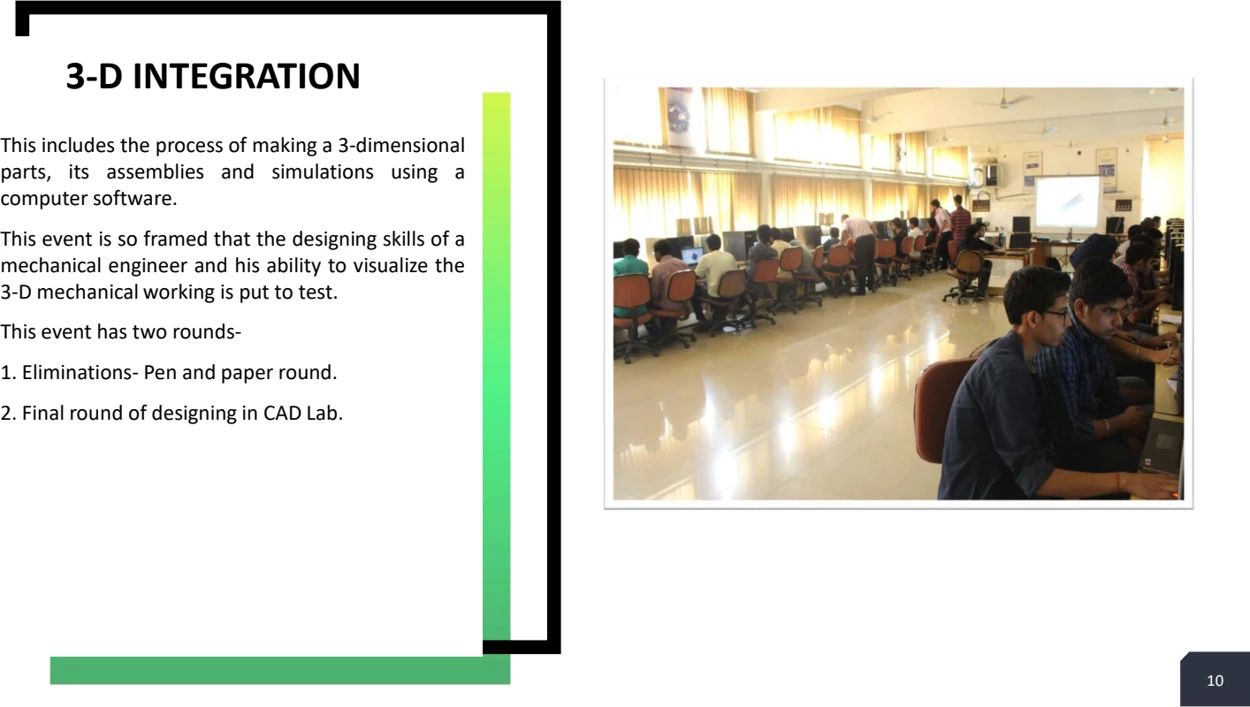 3-D INTEGRATION
This includes the process of making a 3-dimensional
parts, its assemblies and simulations using a
computer software.
This event is so framed that the designing skills of a
mechanical engineer and his ability to visualize the
3-D mechanical working is put to test.
This event has two rounds-
1. Eliminations- Pen and paper round.
2. Final round of designing in CAD Lab.
10